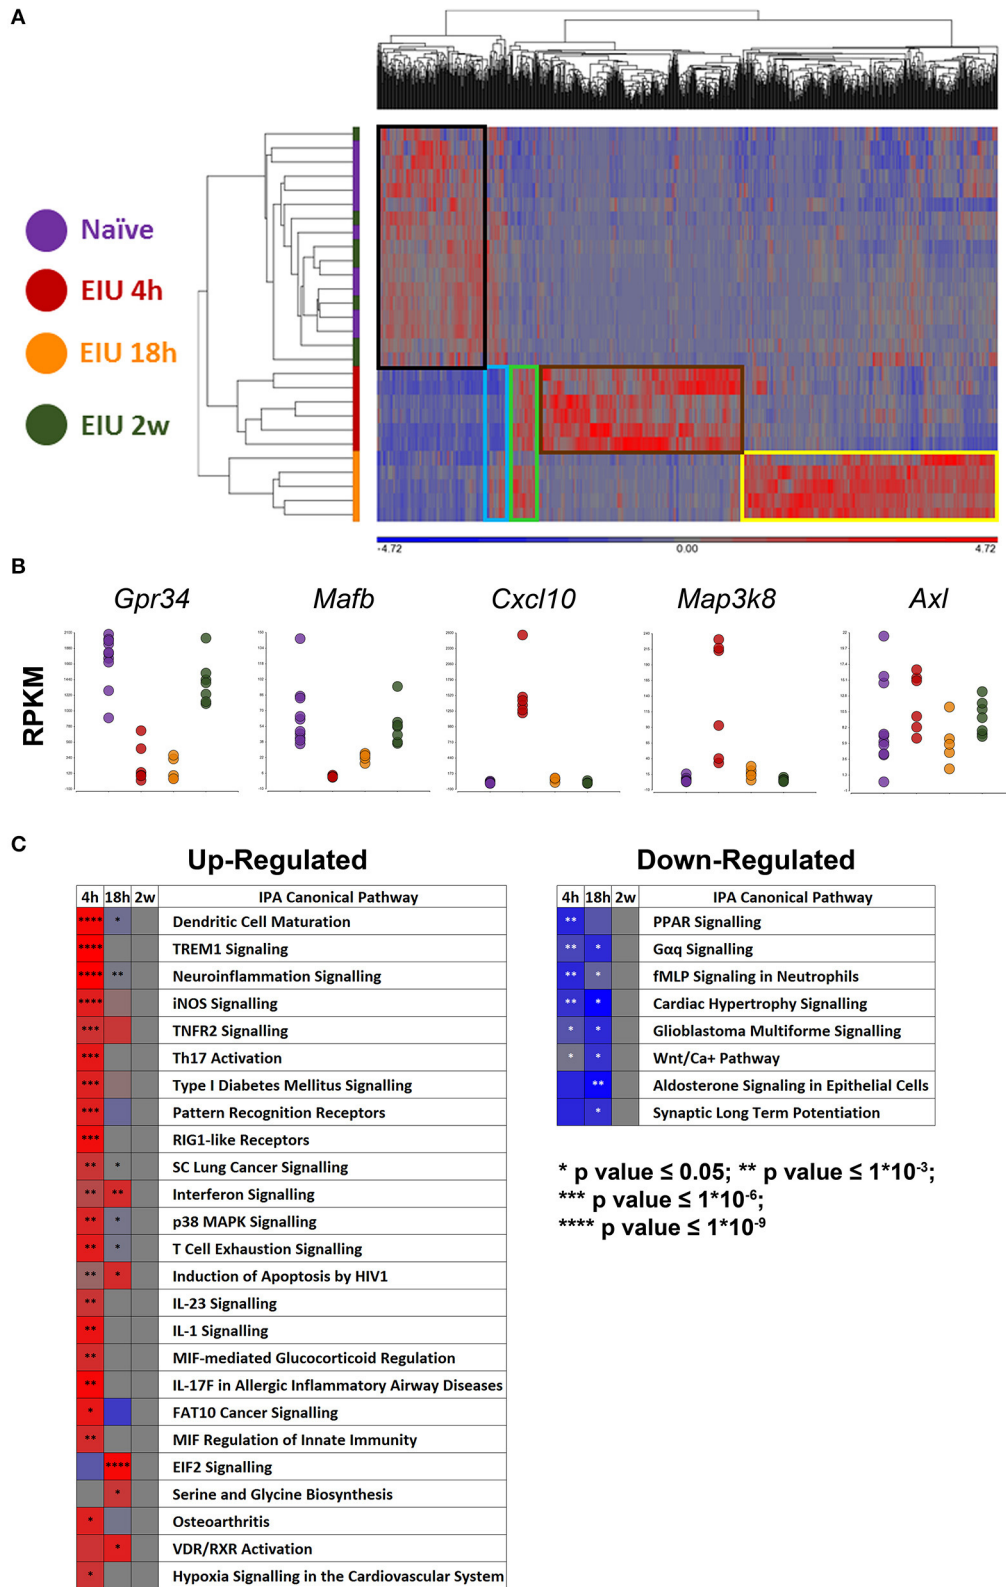 A
Naïve
EIU 4h
EIU 18h
EIU 2w
-4.72 0.00 4.72
B
Gpr34 Mafb Cxcl10 Map3k8 Axl
RPKM
C
Up-Regulated
4h 18h 2w IPA Canonical Pathway
**** * Dendritic Cell Maturation
**** TREM1 Signaling
**** ** Neuroinflammation Signalling
**** iNOS Signalling
*** TNFR2 Signalling
*** Th17 Activation
*** Type I Diabetes Mellitus Signalling
*** Pattern Recognition Receptors
*** RIG1-like Receptors
** * SC Lung Cancer Signalling
** ** Interferon Signalling
** * p38 MAPK Signalling
** * T Cell Exhaustion Signalling
** * Induction of Apoptosis by HIV1
** IL-23 Signalling
** IL-1 Signalling
** MIF-mediated Glucocorticoid Regulation
** IL-17F in Allergic Inflammatory Airway Diseases
* FAT10 Cancer Signalling
** MIF Regulation of Innate Immunity
**** EIF2 Signalling
* Serine and Glycine Biosynthesis
* Osteoarthritis
* VDR/RXR Activation
* Hypoxia Signalling in the Cardiovascular System
Down-Regulated
4h 18h 2w IPA Canonical Pathway
** PPAR Signalling
** * Gαq Signalling
** * fMLP Signaling in Neutrophils
** * Cardiac Hypertrophy Signalling
* * Glioblastoma Multiforme Signalling
* * Wnt/Ca+ Pathway
** Aldosterone Signaling in Epithelial Cells
* Synaptic Long Term Potentiation
* p value ≤ 0.05; ** p value ≤ 1*10-3;
*** p value ≤ 1*10-6;
**** p value ≤ 1*10-9